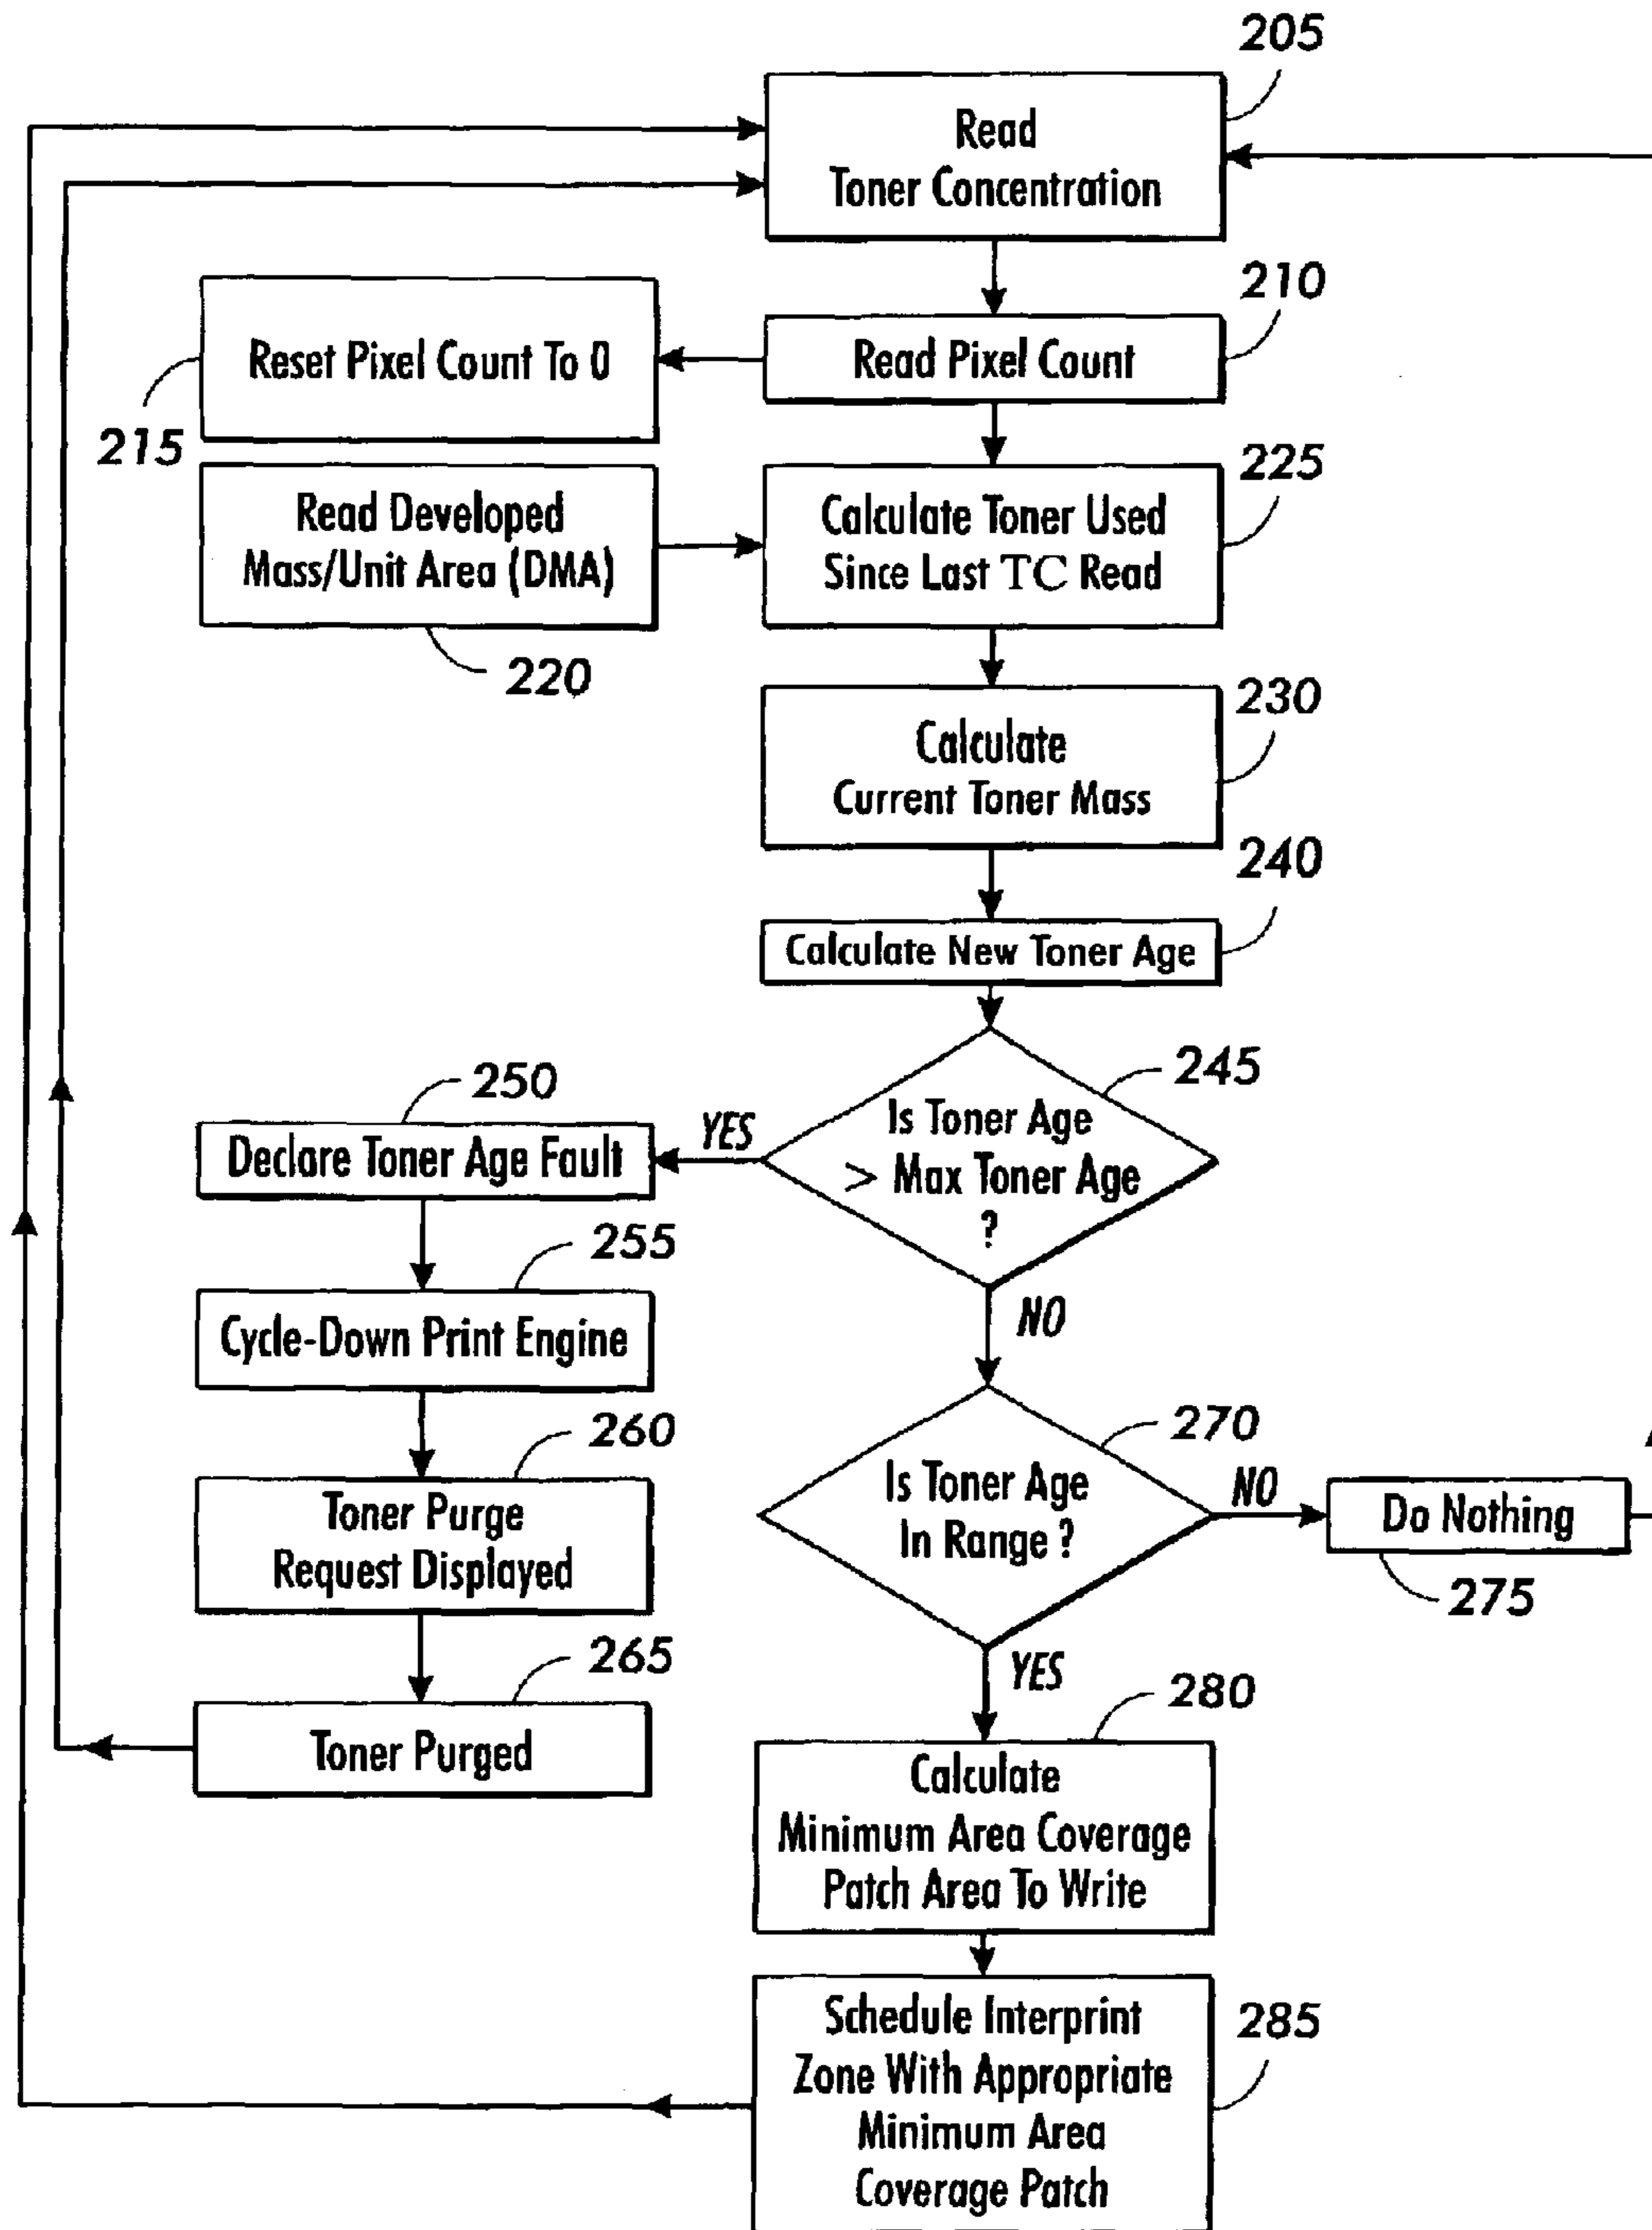 205
Read
Toner Concentration
210
Reset Pixel Count To 0
Read Pixel Count
215
225
Read Developed
Mass/Unit Area (DMA)
Calculate Toner Used
Since Last TC Read
220
230
Calculate
Current Toner Mass
240
Calculate New Toner Age
245
250
Is Toner Age
> Max Toner Age
?
YES
Declare Toner Age Fault
255
NO
Cycle-Down Print Engine
260
270
Toner Purge
Request Displayed
Is Toner Age
In Range ?
NO
Do Nothing
275
265
YES
280
Toner Purged
Calculate
Minimum Area Coverage
Patch Area To Write
285
Schedule Interprint
Zone With Appropriate
Minimum Area
Coverage Patch